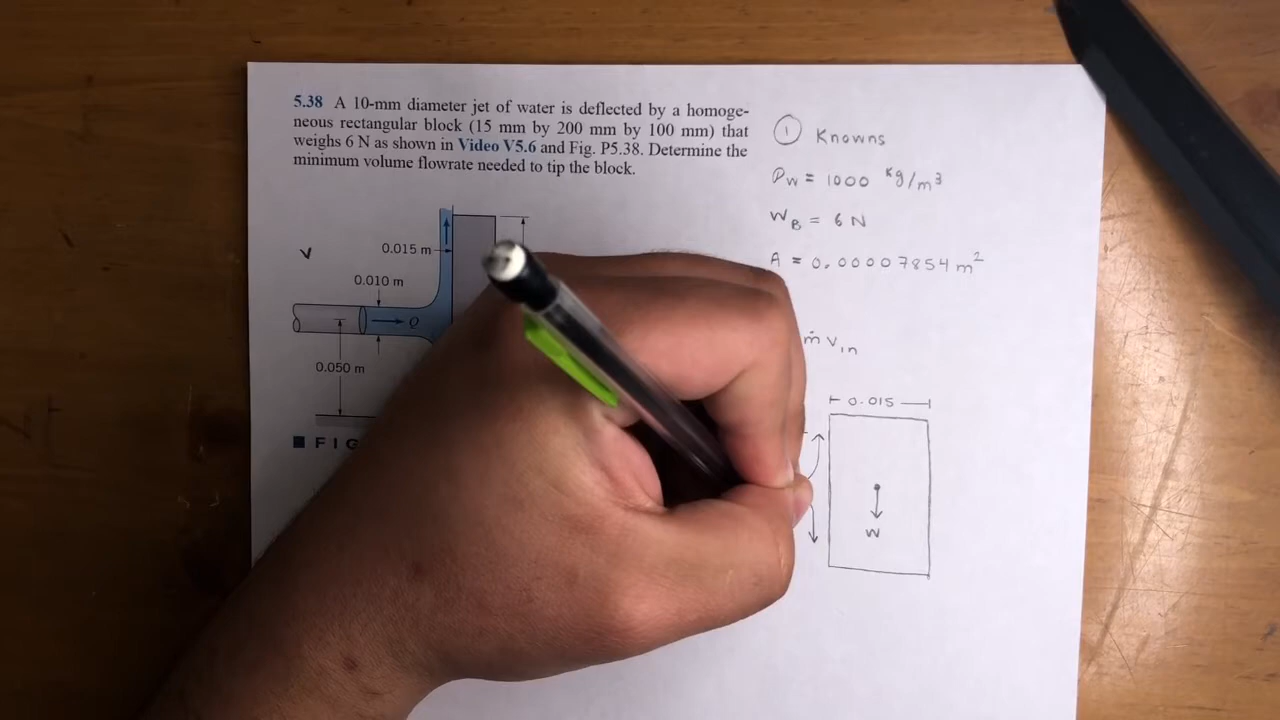 5.38 A 10-mm diameter jet of water is deflected by a homoge-
neous rectangular block (15 mm by 200 mm by 100 mm) that
weighs 6 N as shown in Video V5.6 and Fig. P5.38. Determine the
minimum volume flowrate needed to tip the block.
0.015 m
V
0.010 m
Q
0.050 m
FIG
1 Knowns
ρw = 1000 kg/m³
WB = 6 N
A = 0.00007854 m²
ṁ Vin
0.015
W